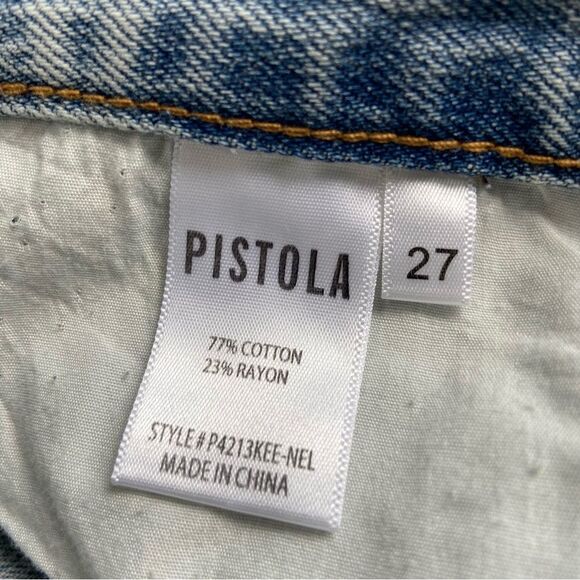 PISTOLA
27
77% COTTON
23% RAYON
STYLE # P4213KEE-NEL
MADE IN CHINA